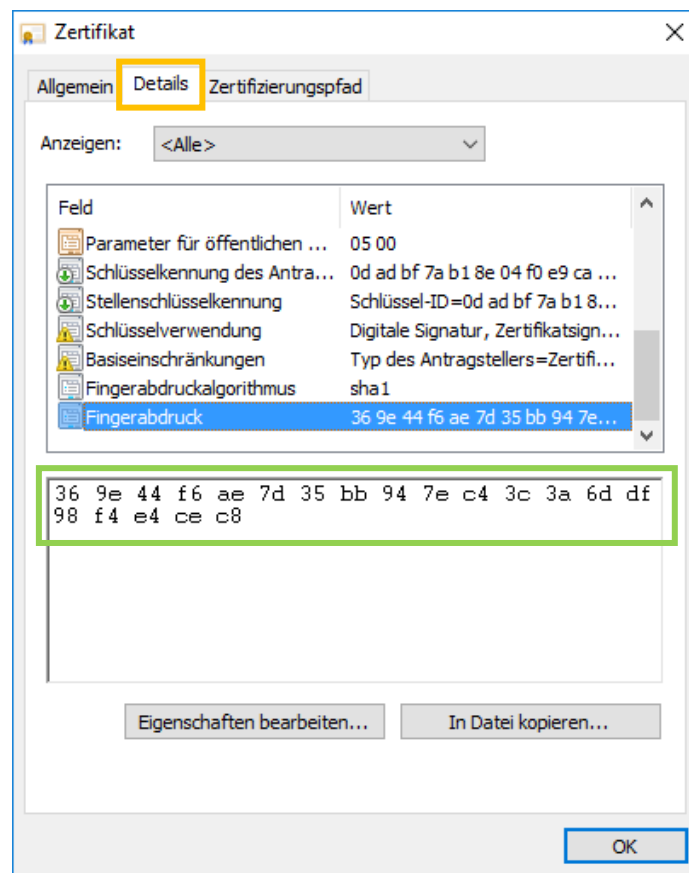 Zertifikat
Allgemein Details Zertifizierungspfad
Anzeigen: <Alle>
Feld Wert
Parameter für öffentlichen ... 05 00
Schlüsselkennung des Antra... 0d ad bf 7a b1 8e 04 f0 e9 ca ...
Stellenschlüsselkennung Schlüssel-ID=0d ad bf 7a b1 8...
Schlüsselverwendung Digitale Signatur, Zertifikatsign...
Basiseinschränkungen Typ des Antragstellers=Zertifi...
Fingerabdruckalgorithmus sha1
Fingerabdruck 36 9e 44 f6 ae 7d 35 bb 94 7e...
36 9e 44 f6 ae 7d 35 bb 94 7e c4 3c 3a 6d df
98 f4 e4 ce c8
Eigenschaften bearbeiten... In Datei kopieren...
OK